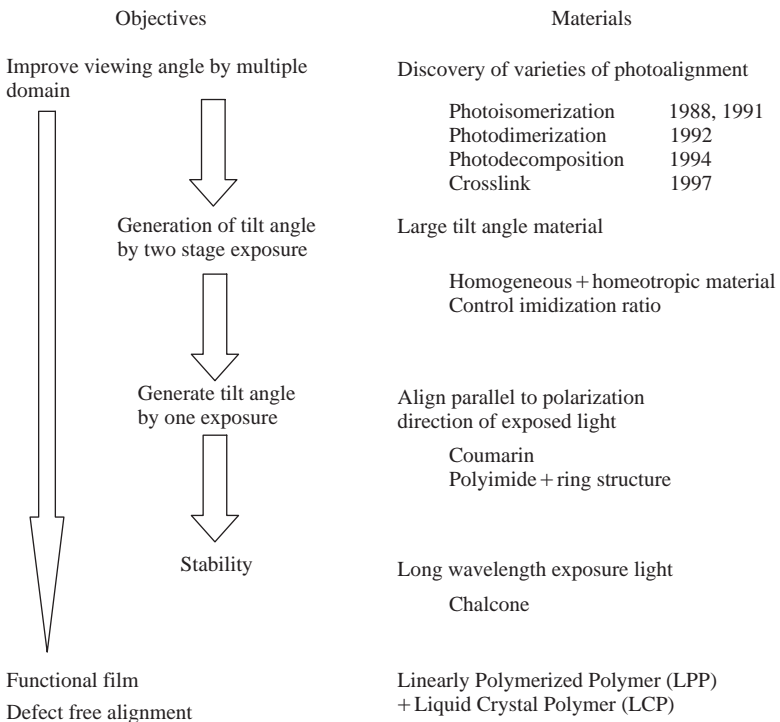 Objectives Materials
Improve viewing angle by multiple
domain
Discovery of varieties of photoalignment
Photoisomerization 1988, 1991
Photodimerization 1992
Photodecomposition 1994
Crosslink 1997
Generation of tilt angle
by two stage exposure
Large tilt angle material
Homogeneous + homeotropic material
Control imidization ratio
Generate tilt angle
by one exposure
Align parallel to polarization
direction of exposed light
Coumarin
Polyimide + ring structure
Stability
Long wavelength exposure light
Chalcone
Functional film
Defect free alignment
Linearly Polymerized Polymer (LPP)
+ Liquid Crystal Polymer (LCP)